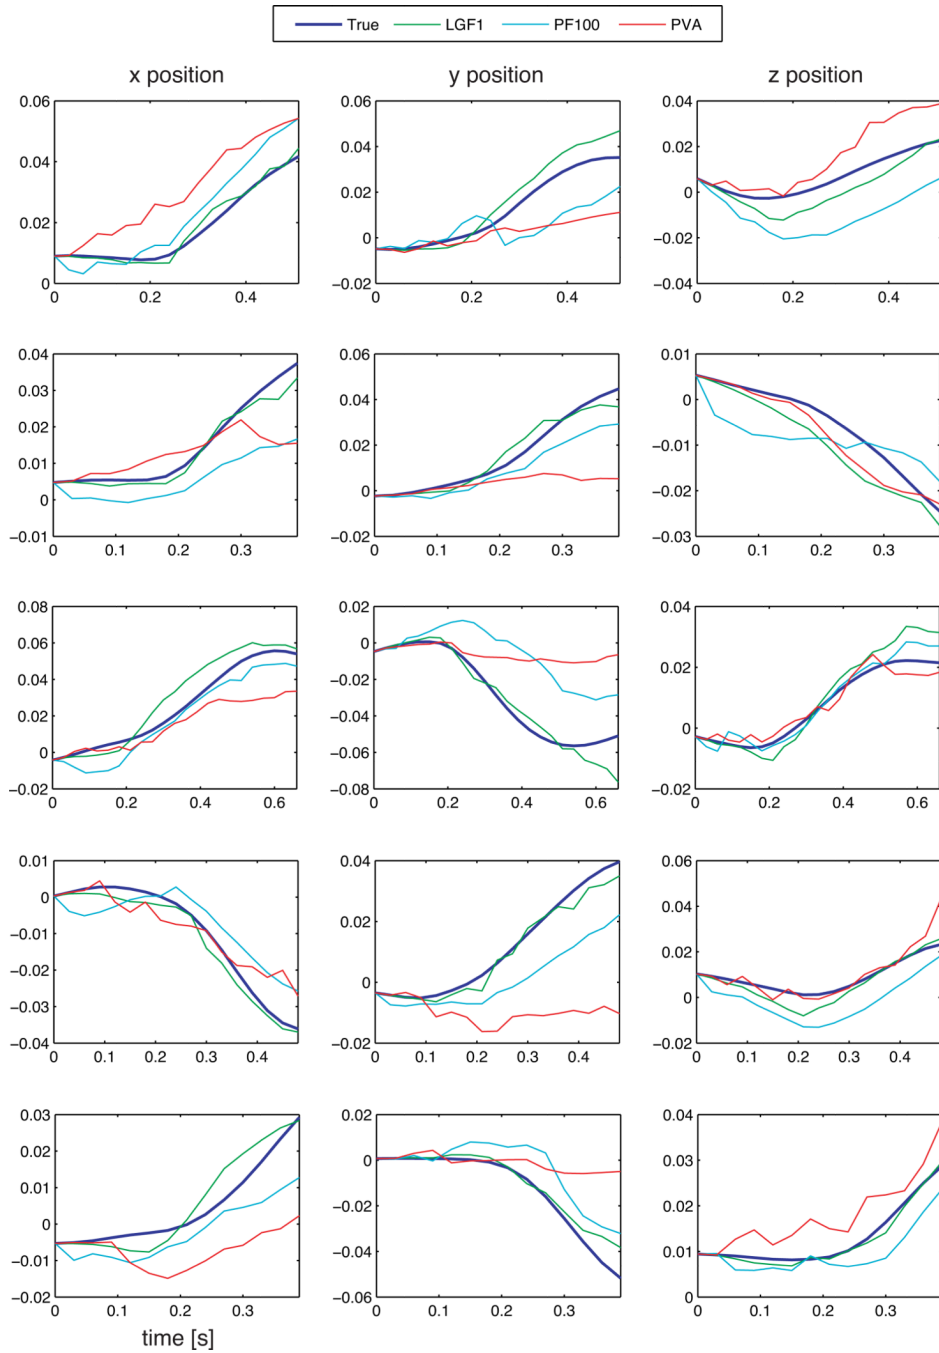 True LGF1 PF100 PVA
x position y position z position
0.06 0.06 0.04
0.04 0.04 0.02
0.02 0.02 0
0 −0.02
0 −0.02 −0.04
0 0.2 0.4 0 0.2 0.4 0 0.2 0.4
0.04 0.06 0.01
0.03 0.04 0
0.02 0.02 −0.01
0.01
0 0 −0.02
−0.01 −0.02 −0.03
0 0.1 0.2 0.3 0 0.1 0.2 0.3 0 0.1 0.2 0.3
0.08 0.02 0.04
0.06 0
0.04 −0.02 0.02
0.02 −0.04
0 −0.06 0
−0.02 −0.08 −0.02
0 0.2 0.4 0.6 0 0.2 0.4 0.6 0 0.2 0.4 0.6
0.01 0.04 0.06
0 0.04
−0.01 0.02 0.02
−0.02
−0.03 0 0
−0.04 −0.02 −0.02
0 0.1 0.2 0.3 0.4 0 0.1 0.2 0.3 0.4 0 0.1 0.2 0.3 0.4
0.03 0.02 0.04
0.02 0 0.03
0.01 −0.02 0.02
0
−0.01 −0.04 0.01
−0.02 −0.06 0
0 0.1 0.2 0.3 0 0.1 0.2 0.3 0 0.1 0.2 0.3
time [s]